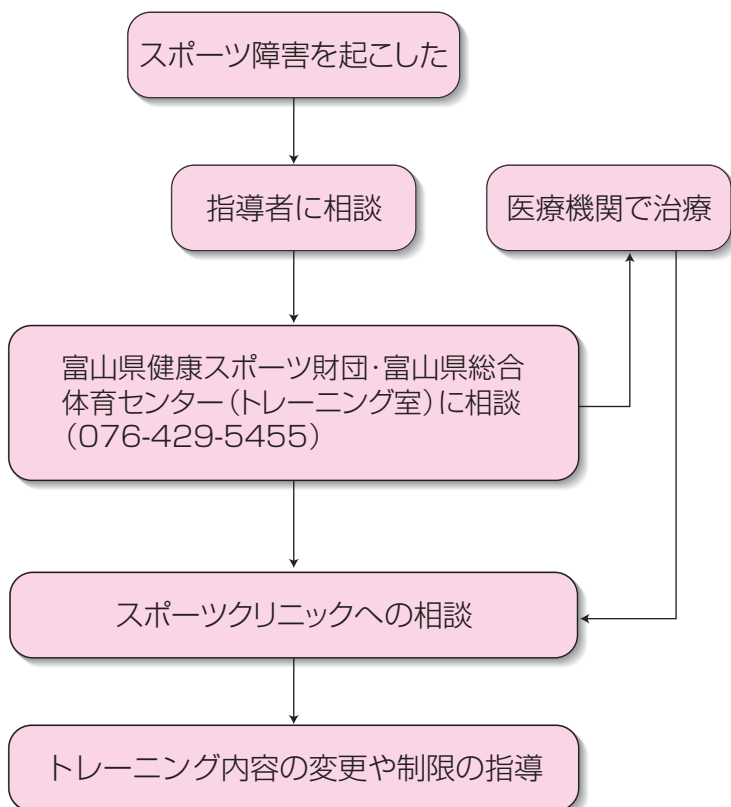 スポーツ障害を起こした
指導者に相談
医療機関で治療
富山県健康スポーツ財団・富山県総合
体育センター（トレーニング室）に相談
（076-429-5455）
スポーツクリニックへの相談
トレーニング内容の変更や制限の指導